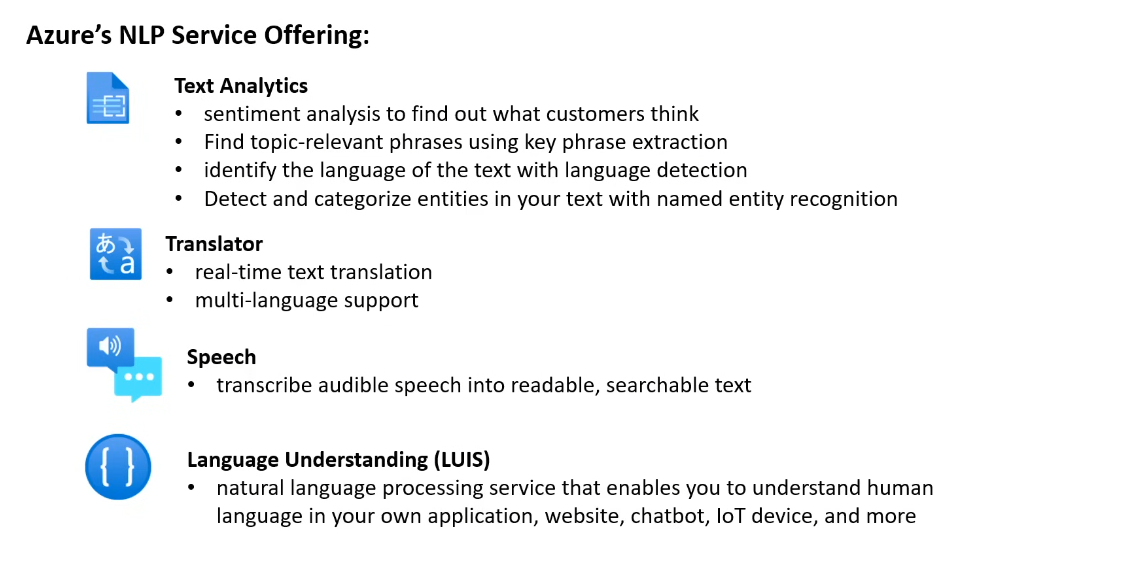 Azure’s NLP Service Offering:
Text Analytics
• sentiment analysis to find out what customers think
• Find topic-relevant phrases using key phrase extraction
• identify the language of the text with language detection
• Detect and categorize entities in your text with named entity recognition
あ
a
Translator
• real-time text translation
• multi-language support
Speech
• transcribe audible speech into readable, searchable text
{ }
Language Understanding (LUIS)
• natural language processing service that enables you to understand human
language in your own application, website, chatbot, IoT device, and more